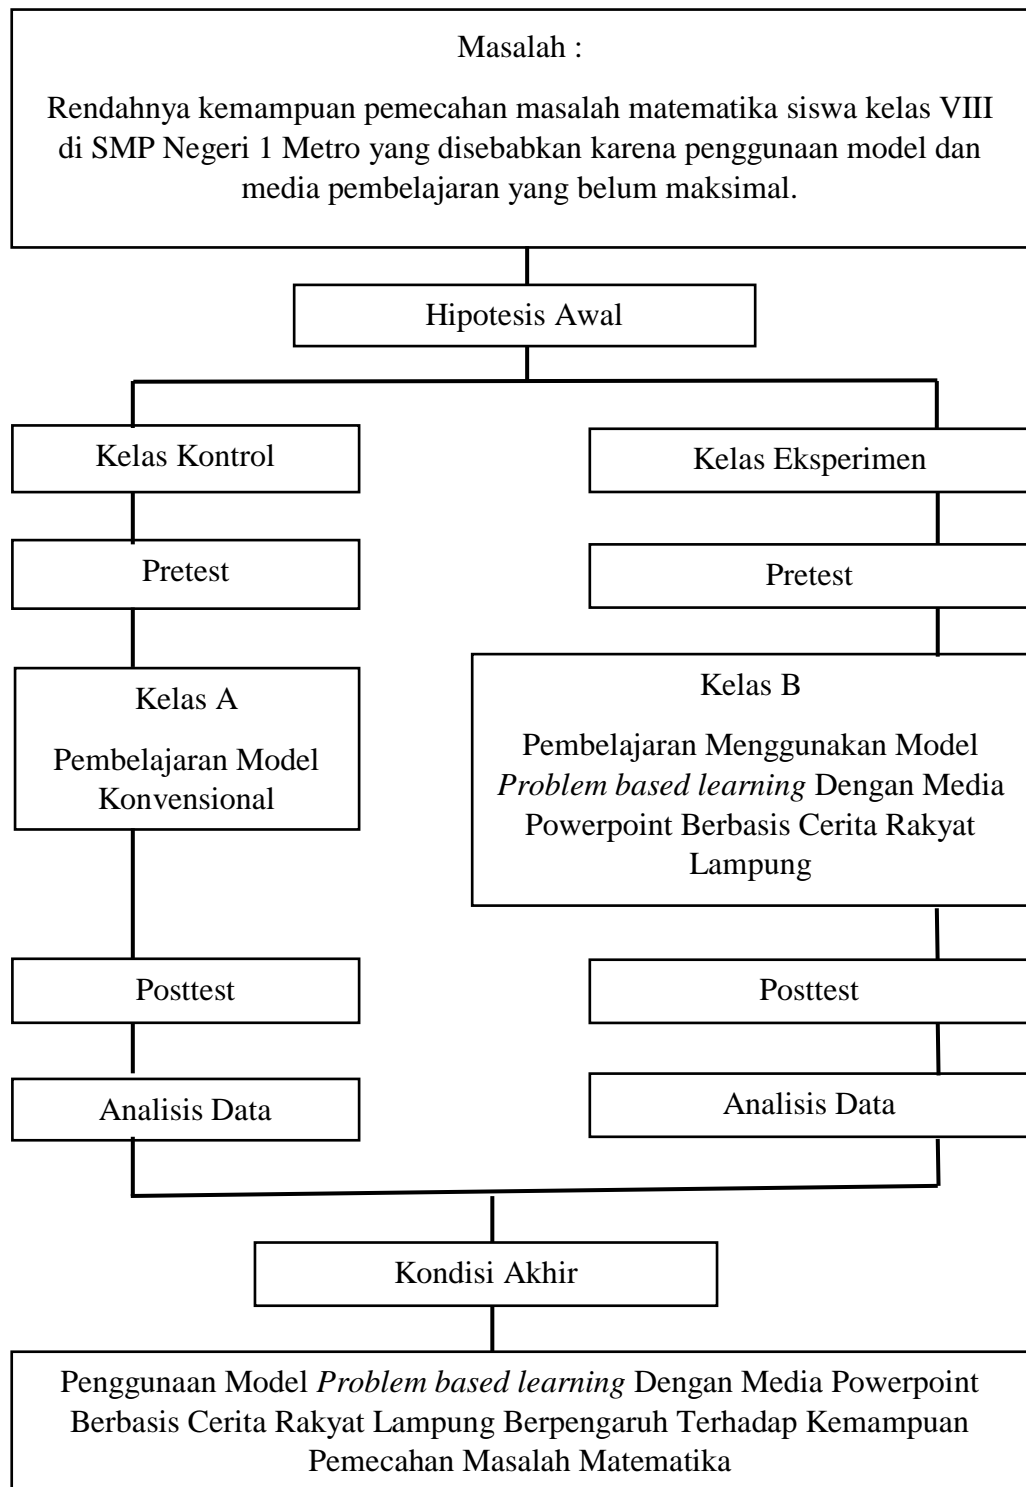 Masalah :
Rendahnya kemampuan pemecahan masalah matematika siswa kelas VIII
di SMP Negeri 1 Metro yang disebabkan karena penggunaan model dan
media pembelajaran yang belum maksimal.
Hipotesis Awal
Kelas Kontrol
Kelas Eksperimen
Pretest
Pretest
Kelas A
Pembelajaran Model
Konvensional
Kelas B
Pembelajaran Menggunakan Model
Problem based learning Dengan Media
Powerpoint Berbasis Cerita Rakyat
Lampung
Posttest
Posttest
Analisis Data
Analisis Data
Kondisi Akhir
Penggunaan Model Problem based learning Dengan Media Powerpoint
Berbasis Cerita Rakyat Lampung Berpengaruh Terhadap Kemampuan
Pemecahan Masalah Matematika